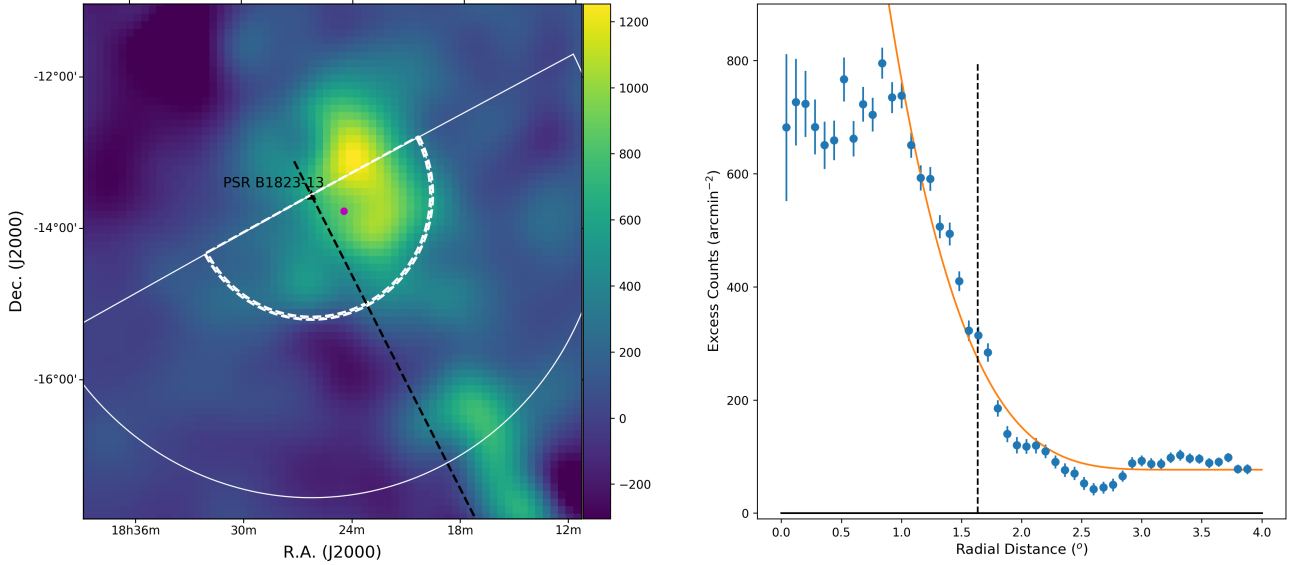 -12°00'
-14°00'
-16°00'
Dec. (J2000)
PSR B1823-13
18h36m
30m
24m
18m
12m
R.A. (J2000)
1200
1000
800
600
400
200
0
−200
Excess Counts (arcmin⁻²)
800
600
400
200
0
0.0
0.5
1.0
1.5
2.0
2.5
3.0
3.5
4.0
Radial Distance (°)